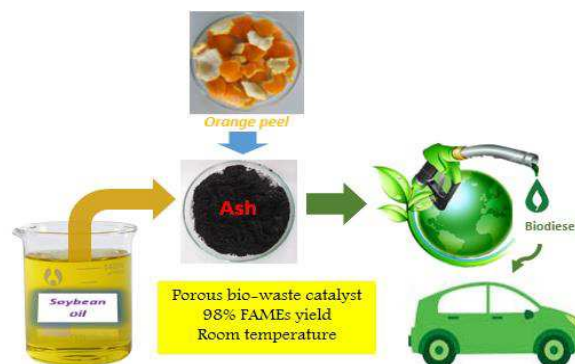 Orange peel
Ash
Biodiese
Soybean
oil
Porous bio-waste catalyst
98% FAMEs yield
Room temperature